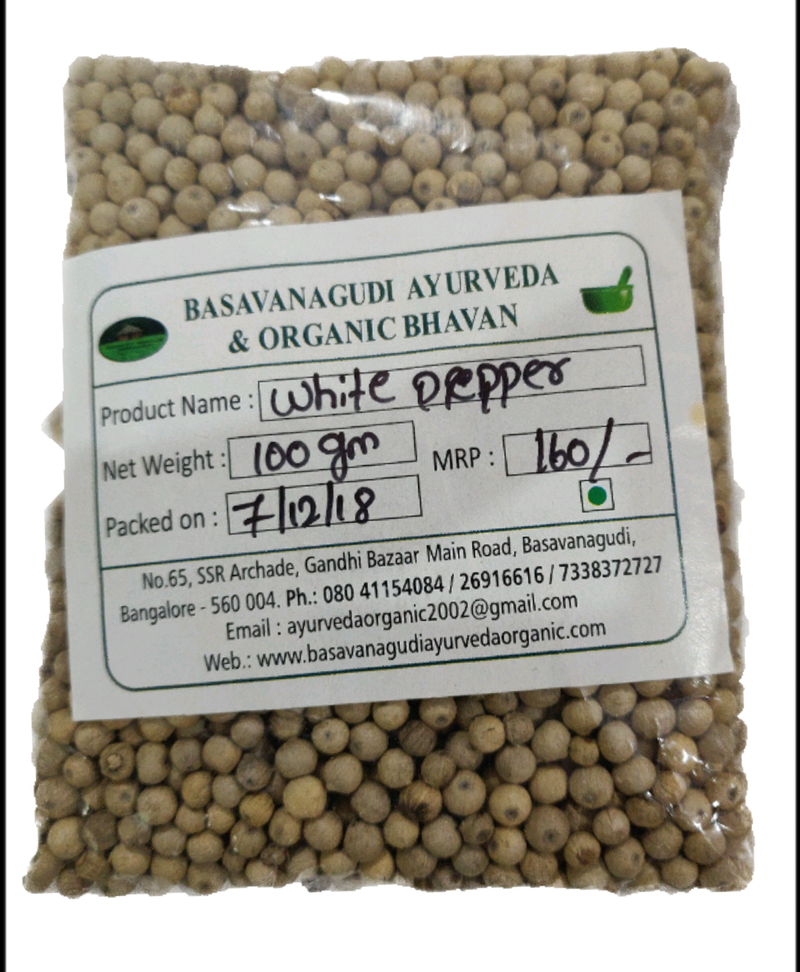 BASAVANAGUDI AYURVEDA
& ORGANIC BHAVAN
Product Name : White pepper
Net Weight : 100 gm MRP : 160/-
Packed on : 7/12/18
No.65, SSR Archade, Gandhi Bazaar Main Road, Basavanagudi,
Bangalore - 560 004. Ph.: 080 41154084 / 26916616 / 7338372727
Email : ayurvedaorganic2002@gmail.com
Web.: www.basavanagudiayurvedaorganic.com